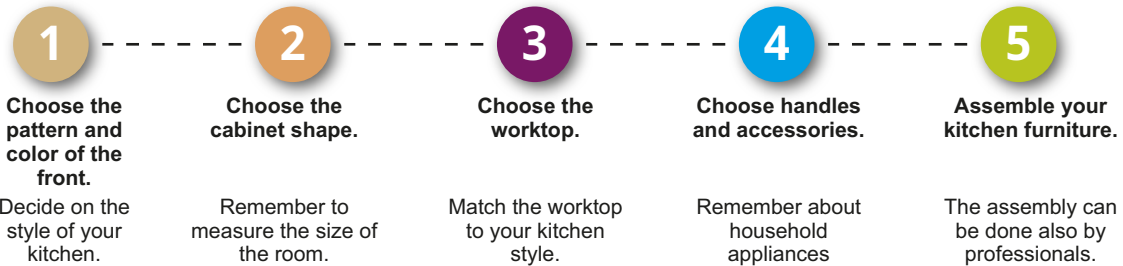 1
Choose the
pattern and
color of the
front.
Decide on the
style of your
kitchen.
2
Choose the
cabinet shape.
Remember to
measure the size of
the room.
3
Choose the
worktop.
Match the worktop
to your kitchen
style.
4
Choose handles
and accessories.
Remember about
household
appliances
5
Assemble your
kitchen furniture.
The assembly can
be done also by
professionals.